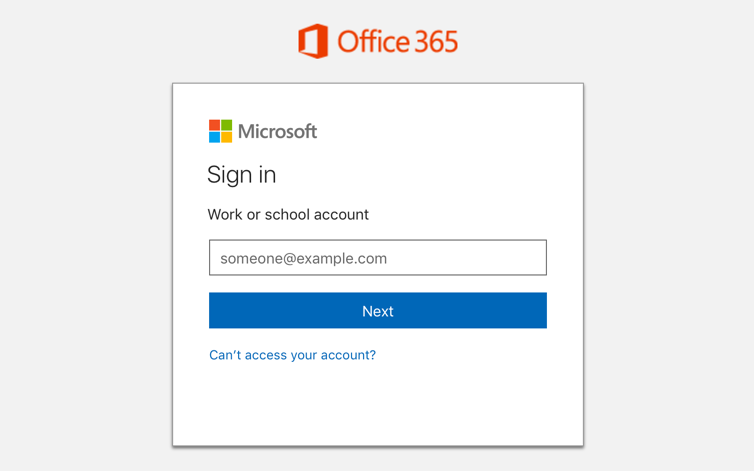 Office 365
Microsoft
Sign in
Work or school account
someone@example.com
Next
Can't access your account?